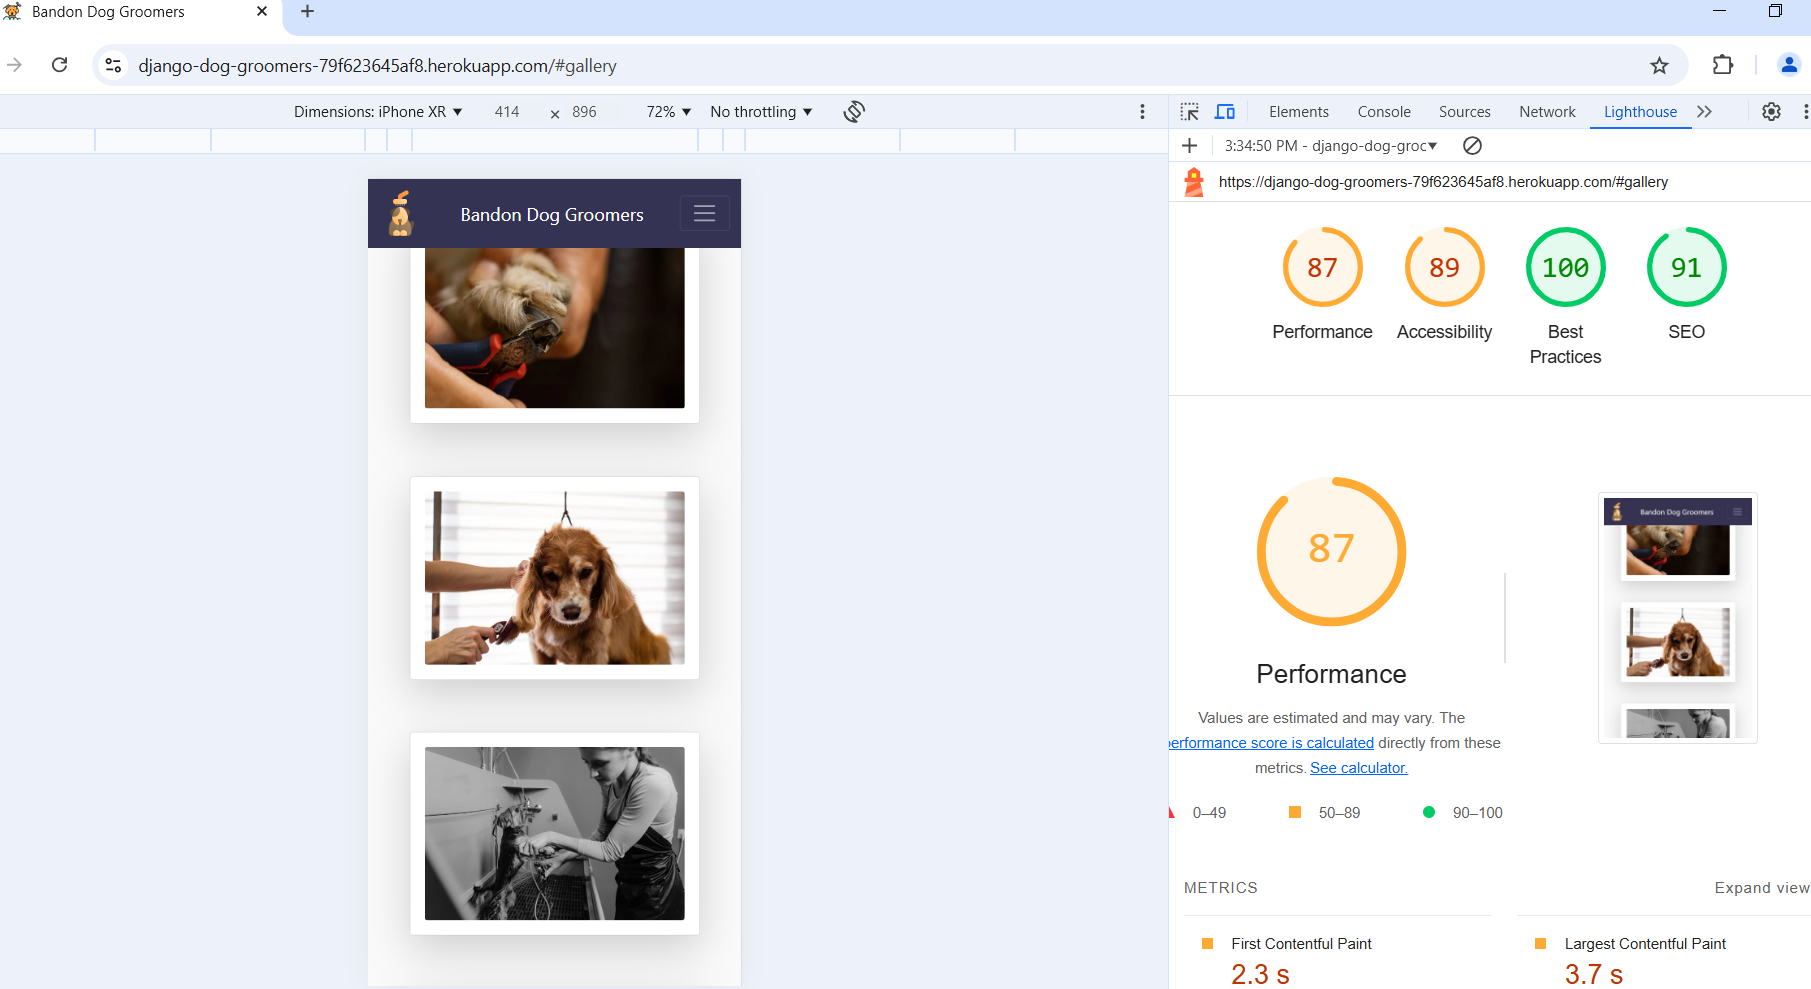 Bandon Dog Groomers
django-dog-groomers-79f623645af8.herokuapp.com/#gallery
Dimensions: iPhone XR ▼ 414 × 896 72% ▼ No throttling ▼
Elements Console Sources Network Lighthouse
3:34:50 PM - django-dog-groc▼
https://django-dog-groomers-79f623645af8.herokuapp.com/#gallery
Bandon Dog Groomers
87 89 100 91
Performance Accessibility Best Practices SEO
87
Performance
Bandon Dog Groomers
Values are estimated and may vary. The
performance score is calculated directly from these
metrics. See calculator.
0–49 50–89 90–100
METRICS Expand view
First Contentful Paint Largest Contentful Paint
2.3 s 3.7 s